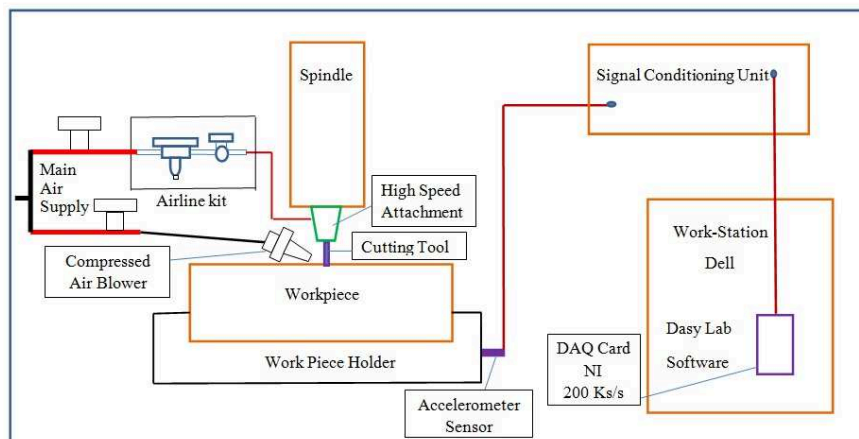 Spindle
Signal Conditioning Unit
Main
Air
Supply
Airline kit
High Speed
Attachment
Cutting Tool
Compressed
Air Blower
Workpiece
Work Piece Holder
Accelerometer
Sensor
Work-Station
Dell
Dasy Lab
Software
DAQ Card
NI
200 Ks/s